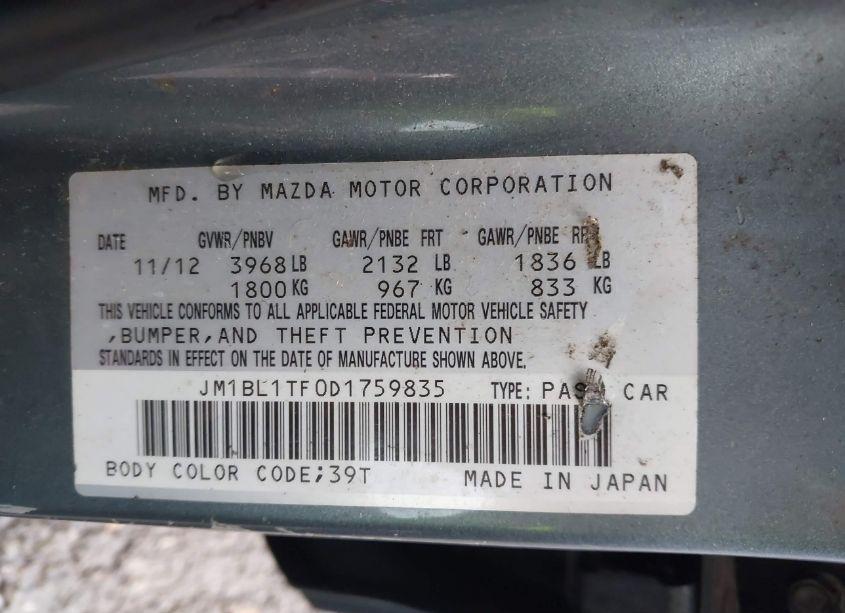 MFD. BY MAZDA MOTOR CORPORATION
DATE GVWR/PNBV GAWR/PNBE FRT GAWR/PNBE RR
11/12 3968 LB 2132 LB 1836 LB
1800 KG 967 KG 833 KG
THIS VEHICLE CONFORMS TO ALL APPLICABLE FEDERAL MOTOR VEHICLE SAFETY
,BUMPER,AND THEFT PREVENTION
STANDARDS IN EFFECT ON THE DATE OF MANUFACTURE SHOWN ABOVE.
JM1BL1TF0D1759835 TYPE: PASS CAR
BODY COLOR CODE;39T MADE IN JAPAN